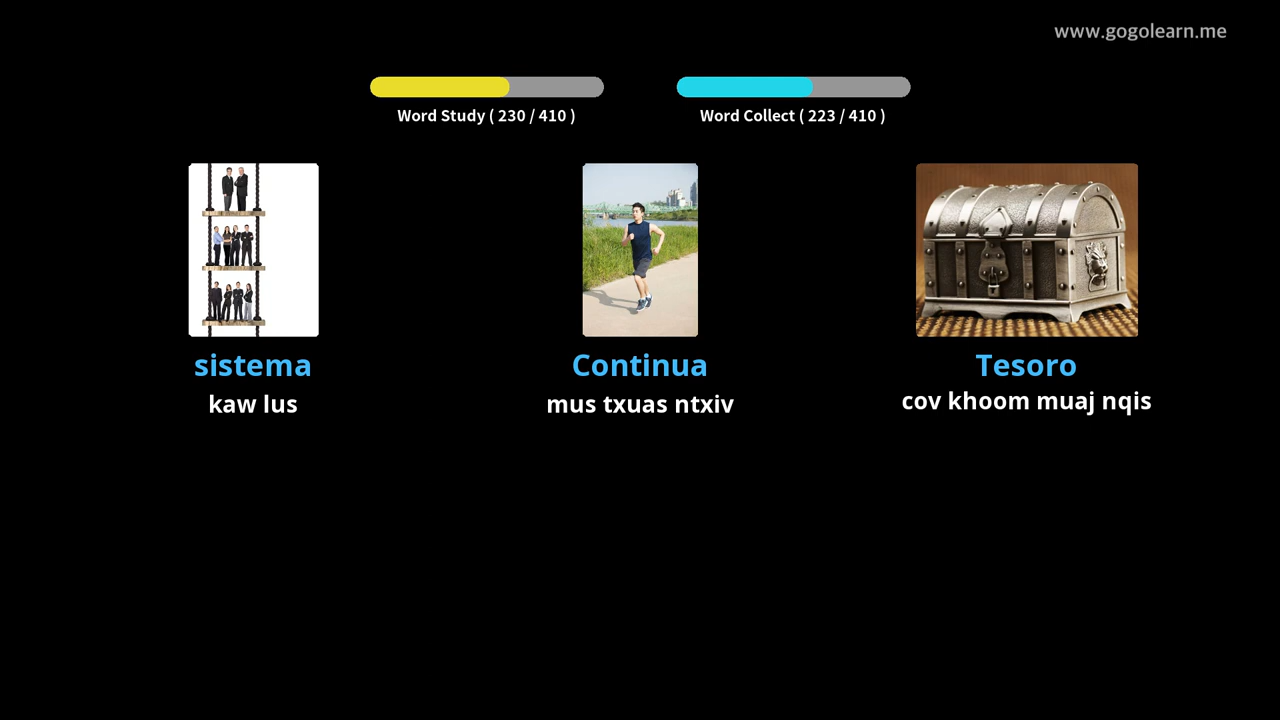 www.gogolearn.me
Word Study ( 230 / 410 )
Word Collect ( 223 / 410 )
sistema
kaw lus
Continua
mus txuas ntxiv
Tesoro
cov khoom muaj nqis